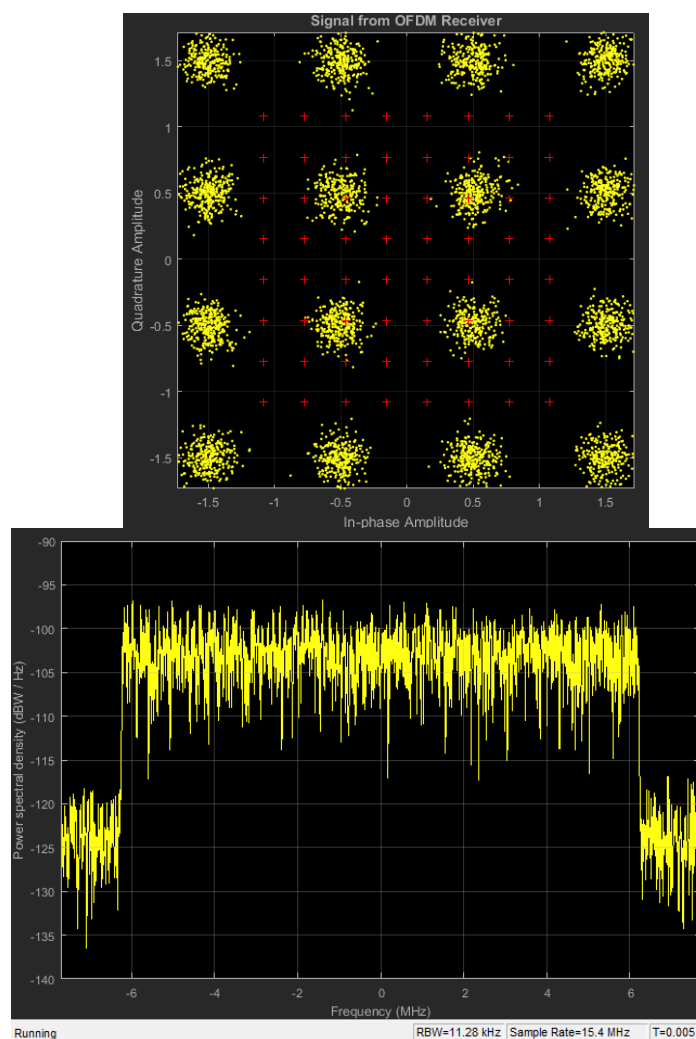 Signal from OFDM Receiver
1.5
1
0.5
0
-0.5
-1
-1.5
Quadrature Amplitude
-1.5 -1 -0.5 0 0.5 1 1.5
In-phase Amplitude
-90
-95
-100
-105
-110
-115
-120
-125
-130
-135
-140
Power spectral density (dBW / Hz)
-6 -4 -2 0 2 4 6
Frequency (MHz)
Running RBW=11.28 kHz Sample Rate=15.4 MHz T=0.005